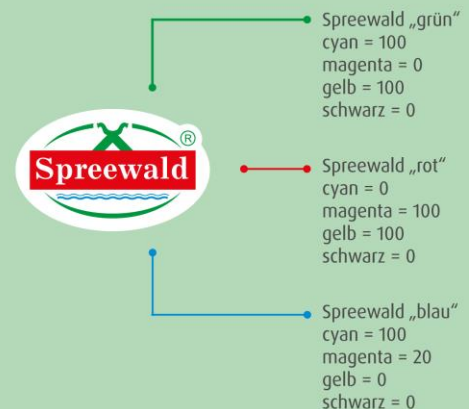 Spreewald „grün“
cyan = 100
magenta = 0
gelb = 100
schwarz = 0
®
Spreewald
Spreewald „rot“
cyan = 0
magenta = 100
gelb = 100
schwarz = 0
Spreewald „blau“
cyan = 100
magenta = 20
gelb = 0
schwarz = 0